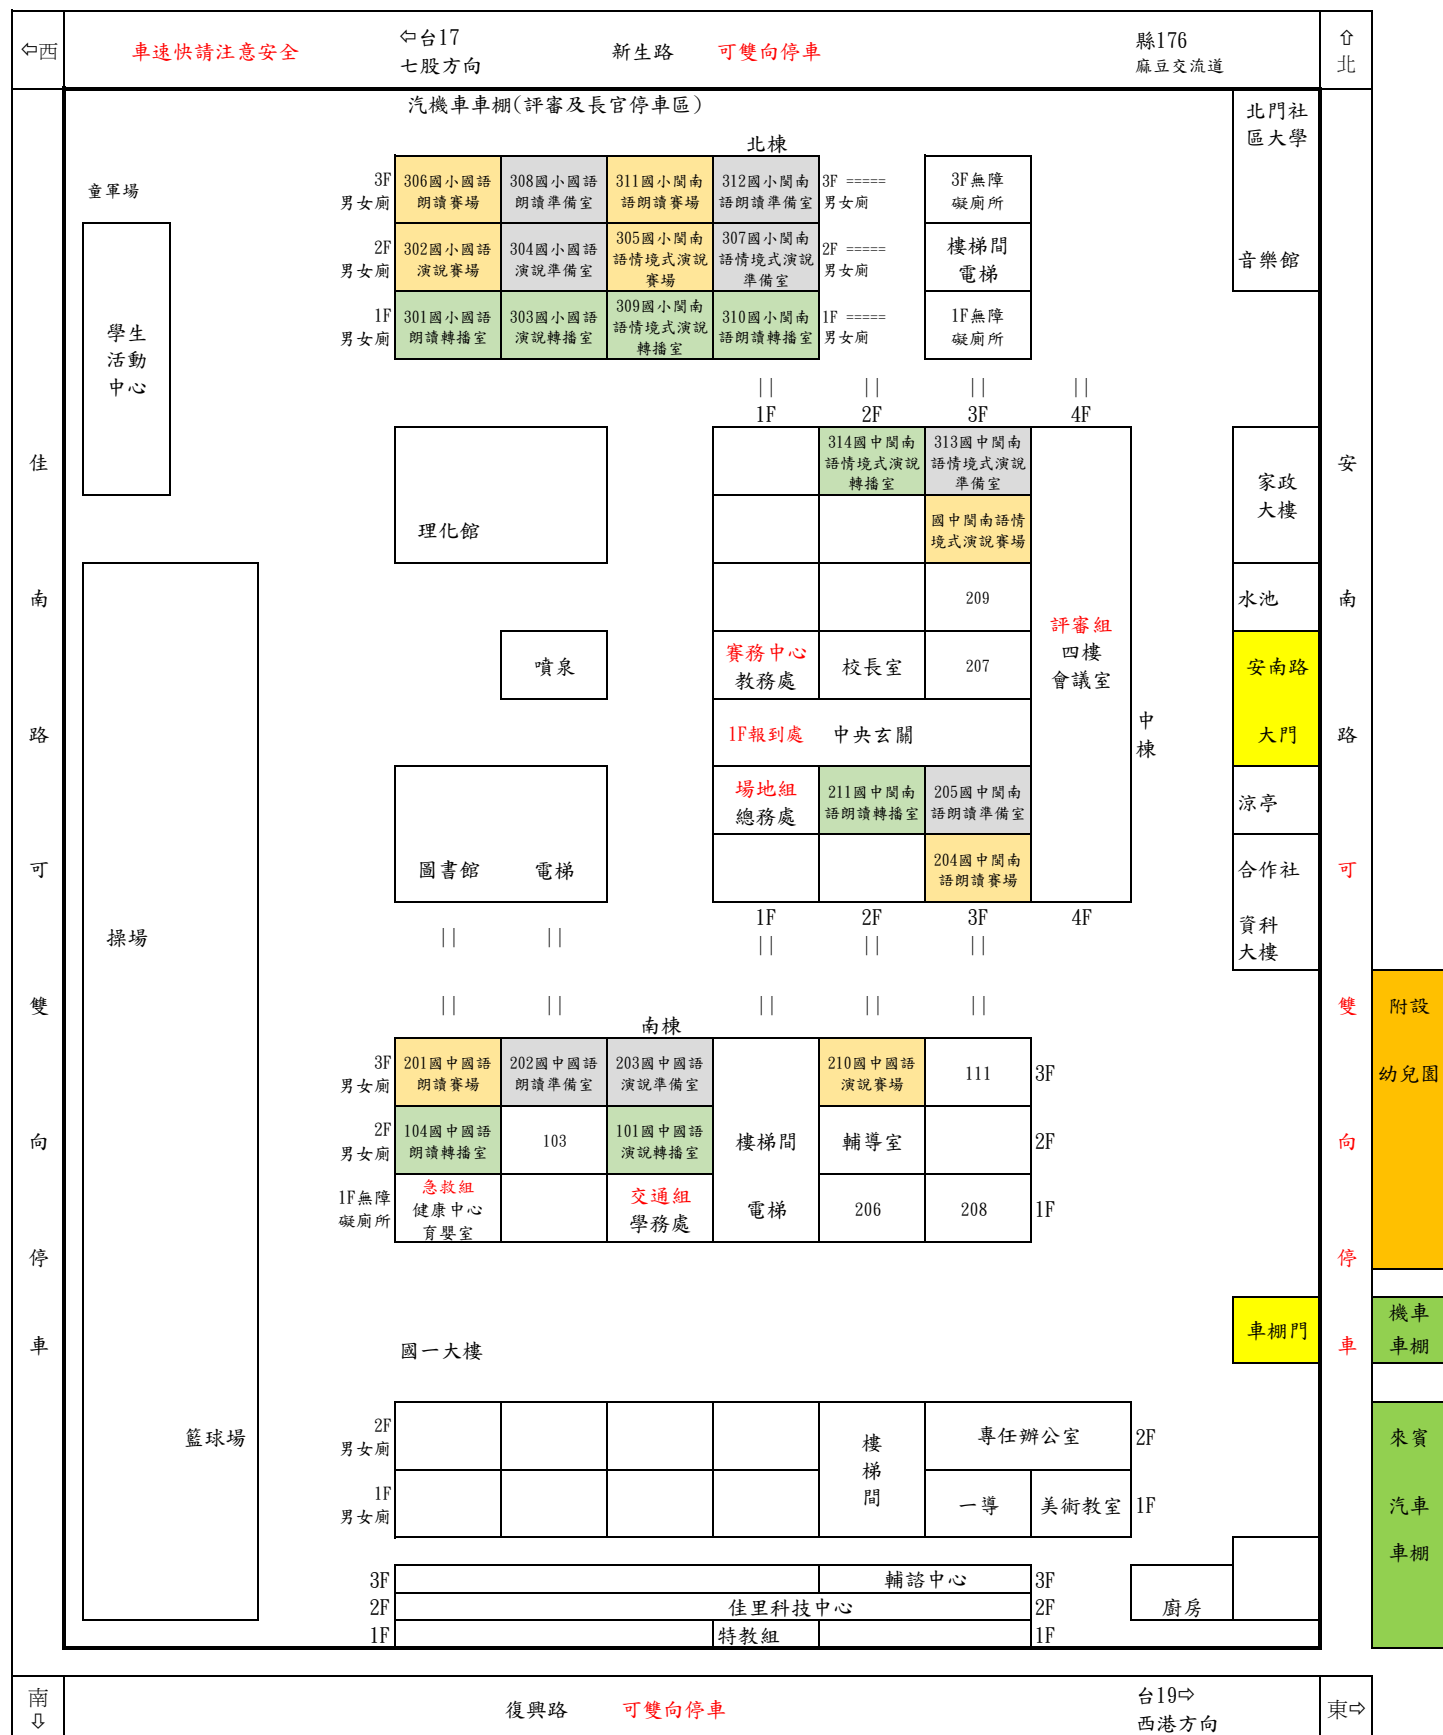 ⇦西
車速快請注意安全
⇦台17
七股方向
新生路
可雙向停車
縣176
麻豆交流道
⇧
北
汽機車車棚(評審及長官停車區)
北門社
區大學
音樂館
北棟
童軍場
3F
男女廁
306國小國語
朗讀賽場
308國小國語
朗讀準備室
311國小閩南
語朗讀賽場
312國小閩南
語朗讀準備室
3F =====
男女廁
3F無障
礙廁所
2F
男女廁
302國小國語
演說賽場
304國小國語
演說準備室
305國小閩南
語情境式演說
賽場
307國小閩南
語情境式演說
準備室
2F =====
男女廁
樓梯間
電梯
1F
男女廁
301國小國語
朗讀轉播室
303國小國語
演說轉播室
309國小閩南
語情境式演說
轉播室
310國小閩南
語朗讀轉播室
1F =====
男女廁
1F無障
礙廁所
學生
活動
中心
|| || || ||
1F 2F 3F 4F
314國中閩南
語情境式演說
轉播室
313國中閩南
語情境式演說
準備室
國中閩南語情
境式演說賽場
理化館
家政
大樓
209
水池
噴泉
賽務中心
教務處
校長室
207
評審組
四樓
會議室
安南路
大門
1F報到處 中央玄關
中
棟
場地組
總務處
211國中閩南
語朗讀轉播室
205國中閩南
語朗讀準備室
涼亭
圖書館 電梯
204國中閩南
語朗讀賽場
合作社
1F 2F 3F 4F
資科
大樓
操場
|| || || || ||
|| || || || ||
南棟
3F
男女廁
201國中國語
朗讀賽場
202國中國語
朗讀準備室
203國中國語
演說準備室
210國中國語
演說賽場
111
3F
2F
男女廁
104國中國語
朗讀轉播室
103
101國中國語
演說轉播室
樓梯間
輔導室
2F
1F無障
礙廁所
急救組
健康中心
育嬰室
交通組
學務處
電梯
206
208
1F
附設
幼兒園
車棚門
機車
車棚
國一大樓
籃球場
2F
男女廁
樓
梯
間
專任辦公室
2F
1F
男女廁
一導
美術教室
1F
來賓
汽車
車棚
3F
輔諮中心
3F
2F
佳里科技中心
2F
1F
特教組
1F
廚房
佳
南
路
可
雙
向
停
車
安
南
路
可
雙
向
停
車
南
⇩
復興路
可雙向停車
台19⇨
西港方向
東⇨